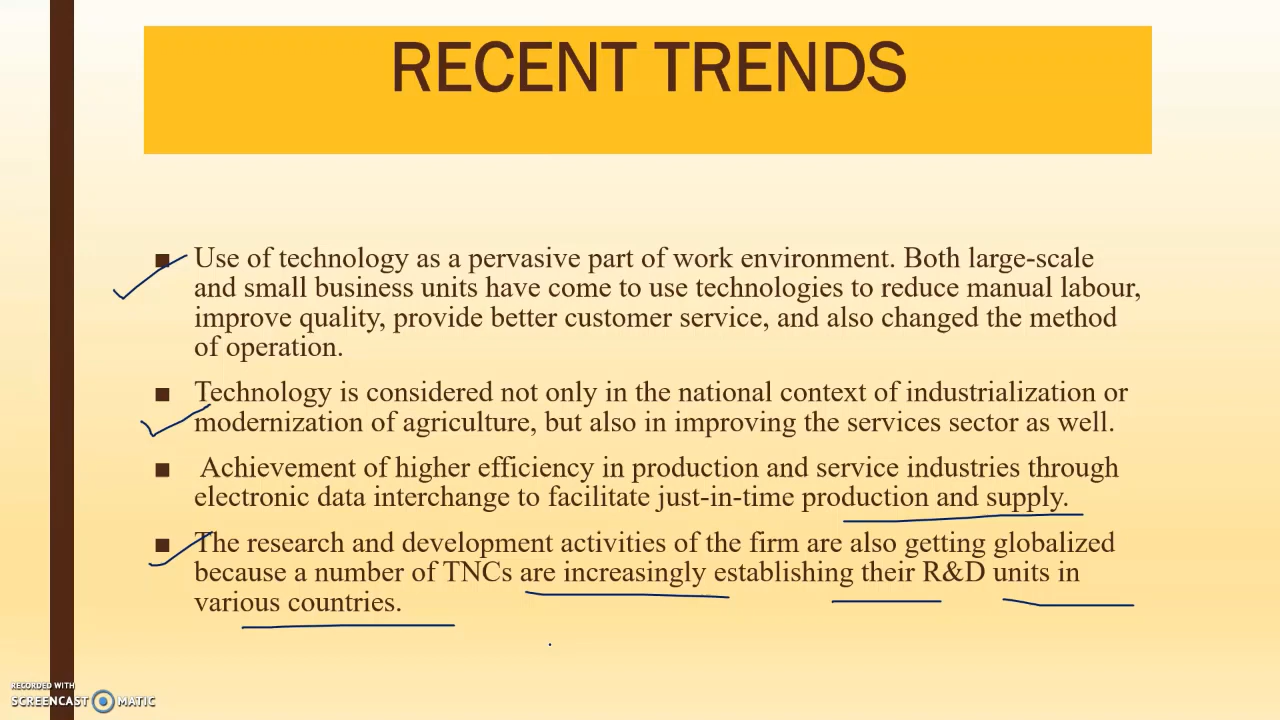 RECENT TRENDS
■ Use of technology as a pervasive part of work environment. Both large-scale
and small business units have come to use technologies to reduce manual labour,
improve quality, provide better customer service, and also changed the method
of operation.
■ Technology is considered not only in the national context of industrialization or
modernization of agriculture, but also in improving the services sector as well.
■ Achievement of higher efficiency in production and service industries through
electronic data interchange to facilitate just-in-time production and supply.
■ The research and development activities of the firm are also getting globalized
because a number of TNCs are increasingly establishing their R&D units in
various countries.
RECORDED WITH
SCREENCAST MATIC